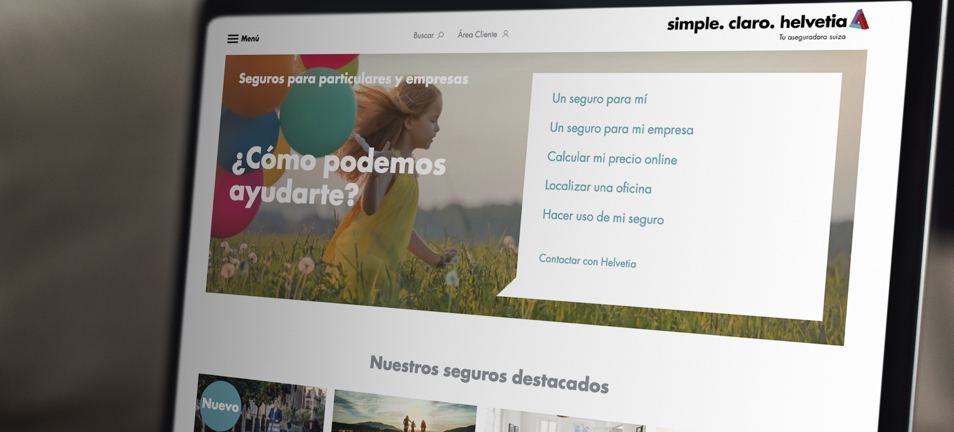 Menú
Buscar
Área Cliente
simple. claro. helvetia
Tu aseguradora suiza
Seguros para particulares y empresas
¿Cómo podemos
ayudarte?
Un seguro para mí
Un seguro para mi empresa
Calcular mi precio online
Localizar una oficina
Hacer uso de mi seguro
Contactar con Helvetia
Nuestros seguros destacados
Nuevo